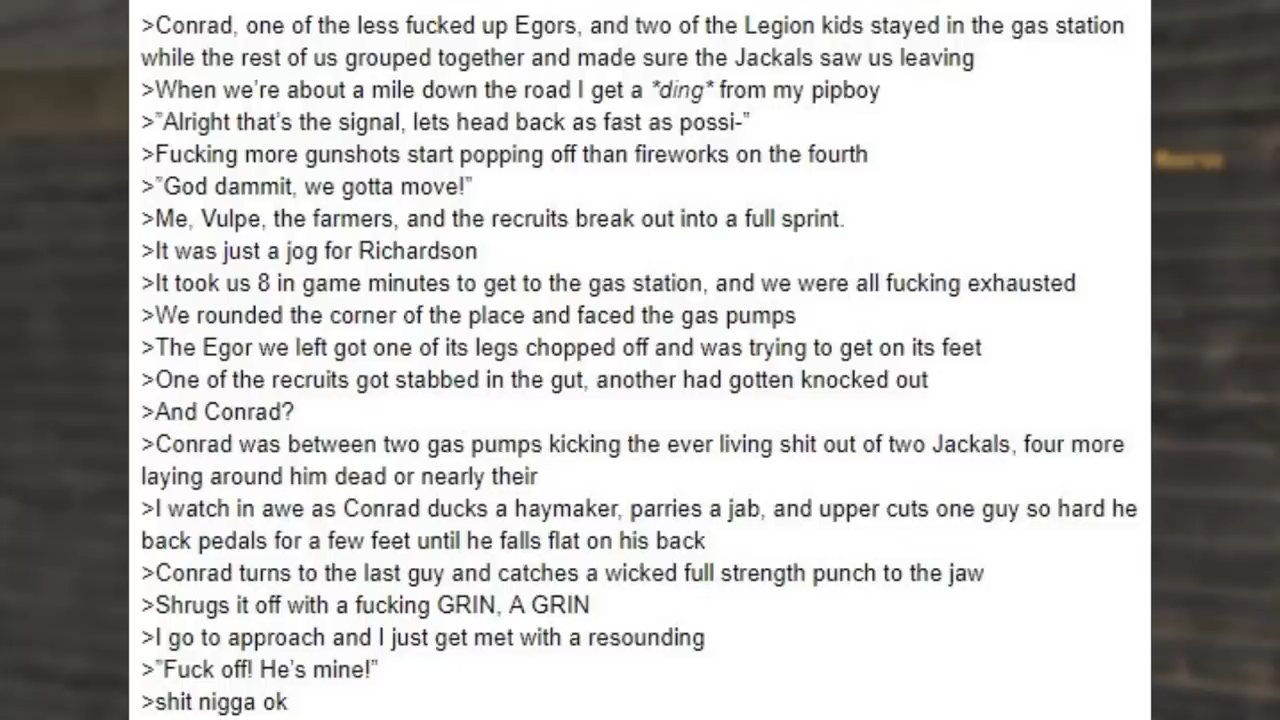 >Conrad, one of the less fucked up Egors, and two of the Legion kids stayed in the gas station
while the rest of us grouped together and made sure the Jackals saw us leaving
>When we're about a mile down the road I get a *ding* from my pipboy
>"Alright that's the signal, lets head back as fast as possi-"
>Fucking more gunshots start popping off than fireworks on the fourth
>"God dammit, we gotta move!"
>Me, Vulpe, the farmers, and the recruits break out into a full sprint.
>It was just a jog for Richardson
>It took us 8 in game minutes to get to the gas station, and we were all fucking exhausted
>We rounded the corner of the place and faced the gas pumps
>The Egor we left got one of its legs chopped off and was trying to get on its feet
>One of the recruits got stabbed in the gut, another had gotten knocked out
>And Conrad?
>Conrad was between two gas pumps kicking the ever living shit out of two Jackals, four more
laying around him dead or nearly their
>I watch in awe as Conrad ducks a haymaker, parries a jab, and upper cuts one guy so hard he
back pedals for a few feet until he falls flat on his back
>Conrad turns to the last guy and catches a wicked full strength punch to the jaw
>Shrugs it off with a fucking GRIN, A GRIN
>I go to approach and I just get met with a resounding
>"Fuck off! He's mine!"
>shit nigga ok